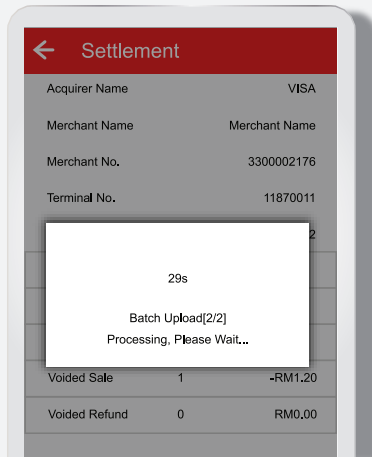 Settlement
Acquirer Name VISA
Merchant Name Merchant Name
Merchant No. 3300002176
Terminal No. 11870011
2
29s
Batch Upload[2/2]
Processing, Please Wait...
Voided Sale 1 -RM1.20
Voided Refund 0 RM0.00